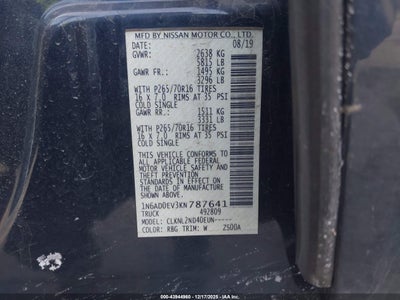 MFD BY NISSAN MOTOR CO., LTD.
DATE: 08/19
GVWR: 2638 KG
5815 LB
GAWR FR.: 1495 KG
3296 LB
WITH P265/70R16 TIRES
16 X 7.0 RIMS AT 35 PSI
COLD SINGLE
GAWR RR.: 1511 KG
3331 LB
WITH P265/70R16 TIRES
16 X 7.0 RIMS AT 35 PSI
COLD SINGLE
THIS VEHICLE CONFORMS TO
ALL APPLICABLE FEDERAL
MOTOR VEHICLE SAFETY AND
THEFT PREVENTION
STANDARDS IN EFFECT ON THE
DATE OF MANUFACTURE SHOWN
ABOVE.
1N6AD0EV3KN787641
TRUCK 492809
MODEL: CLKNL2ND40EUN-----
COLOR: RBG TRIM: W Z50DA
© 43944960 - 12/17/2025 - IAA Auctions